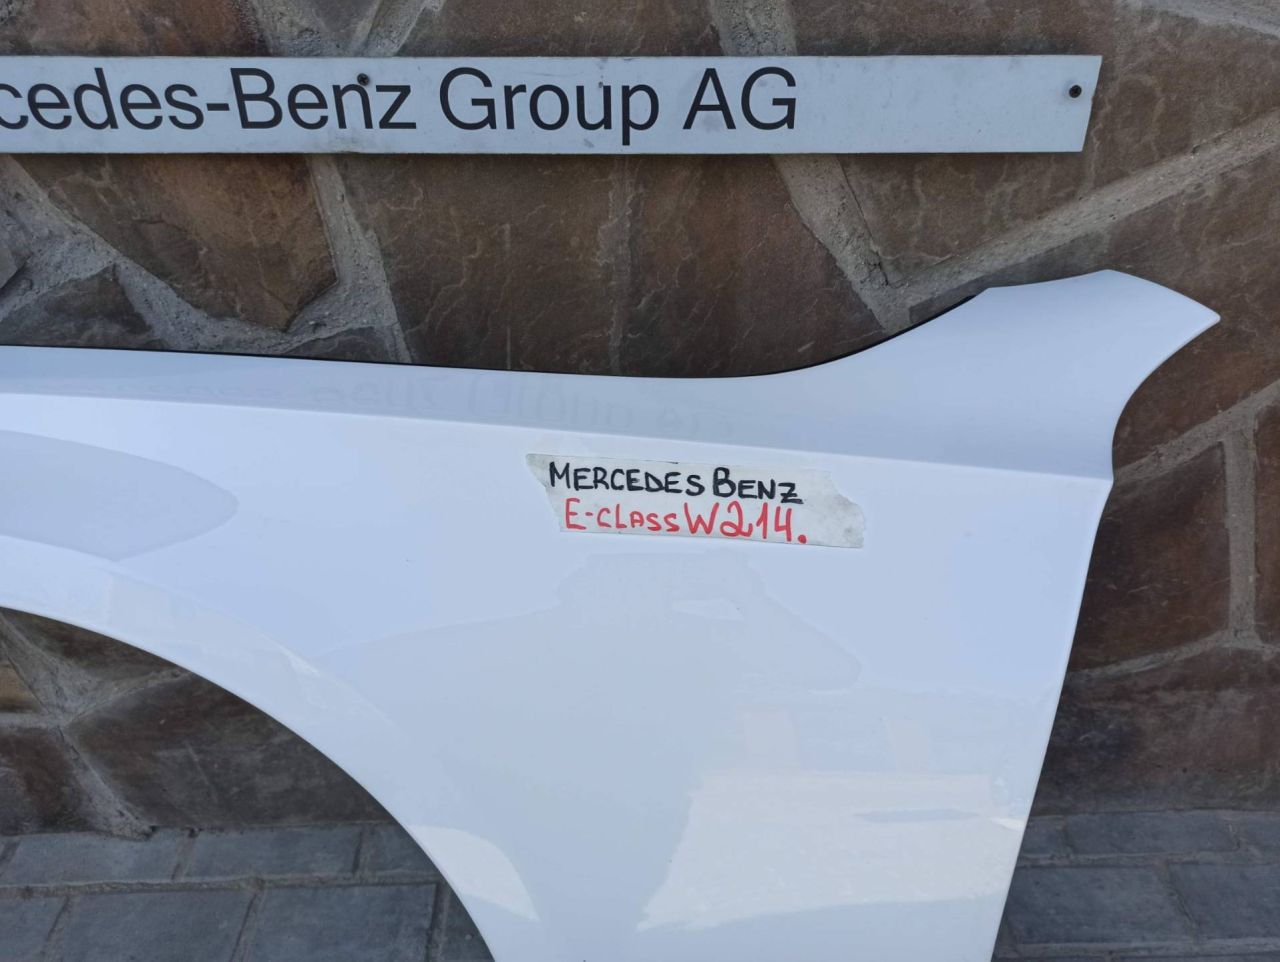 cedes-Benz Group AG
MERCEDES BENZ
E-CLASS W214.